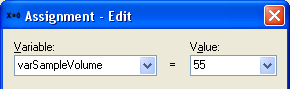 Assignment - Edit
Variable: Value:
varSampleVolume = 55